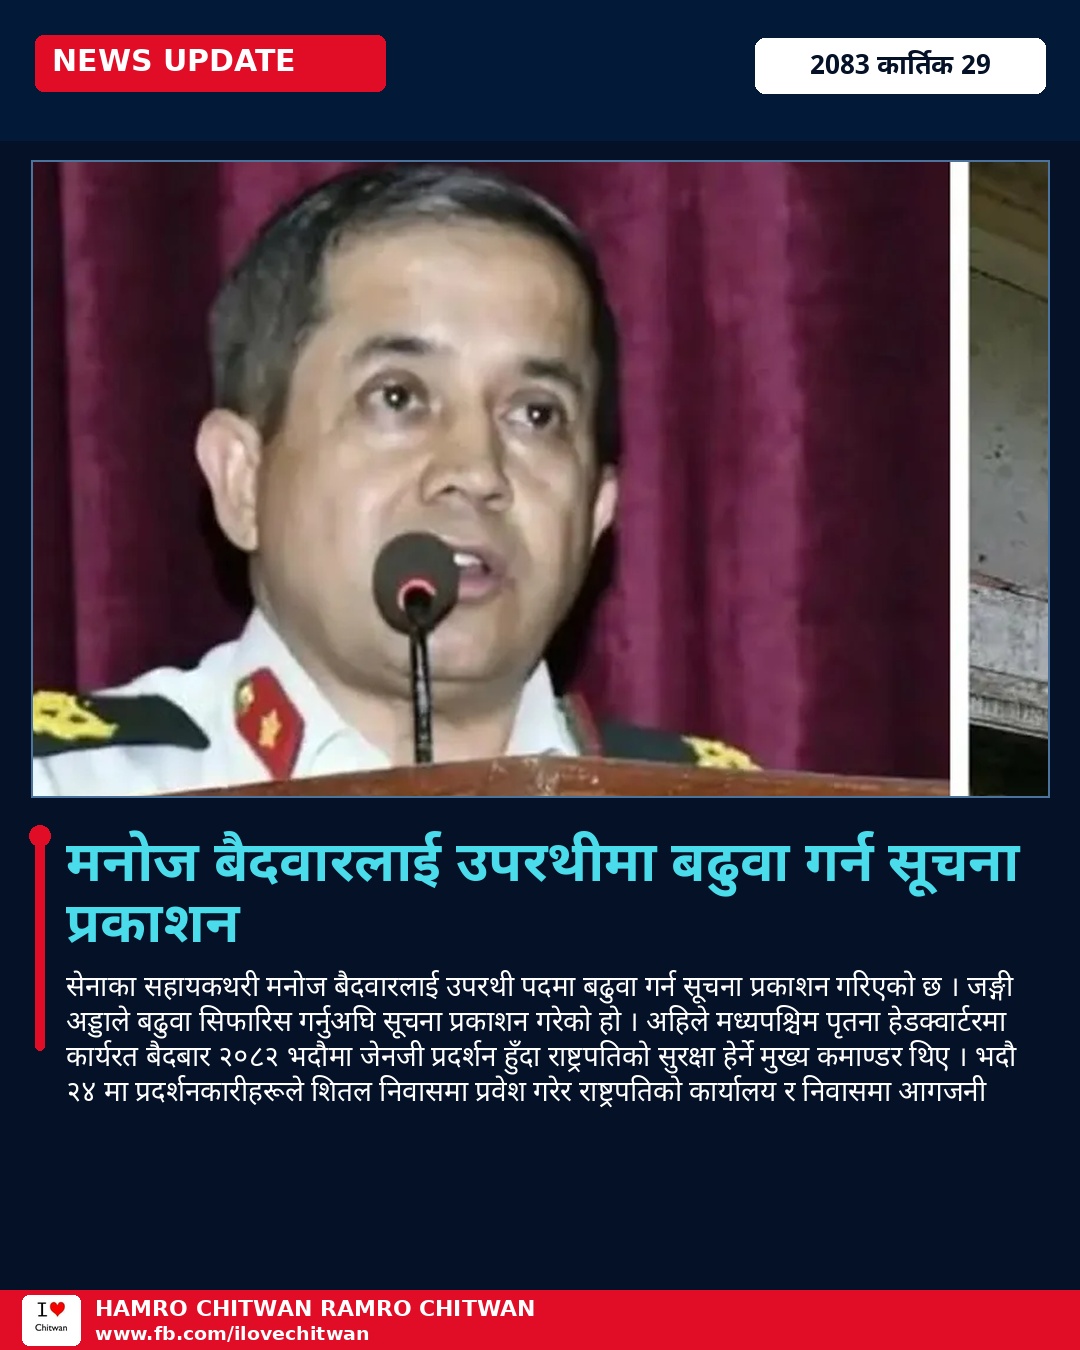 NEWS UPDATE
2083 कार्तिक 29
मनोज बैदवारलाई उपरथीमा बढुवा गर्न सूचना
प्रकाशन
सेनाका सहायकथरी मनोज बैदवारलाई उपरथी पदमा बढुवा गर्न सूचना प्रकाशन गरिएको छ । जङ्गी
अड्डाले बढुवा सिफारिस गर्नुअघि सूचना प्रकाशन गरेको हो । अहिले मध्यपश्चिम पृतना हेडक्वार्टरमा
कार्यरत बैदबार २०८२ भदौमा जेनजी प्रदर्शन हुँदा राष्ट्रपतिको सुरक्षा हेर्ने मुख्य कमाण्डर थिए । भदौ
२४ मा प्रदर्शनकारीहरूले शितल निवासमा प्रवेश गरेर राष्ट्रपतिको कार्यालय र निवासमा आगजनी
I ♥
Chitwan
HAMRO CHITWAN RAMRO CHITWAN
www.fb.com/ilovechitwan